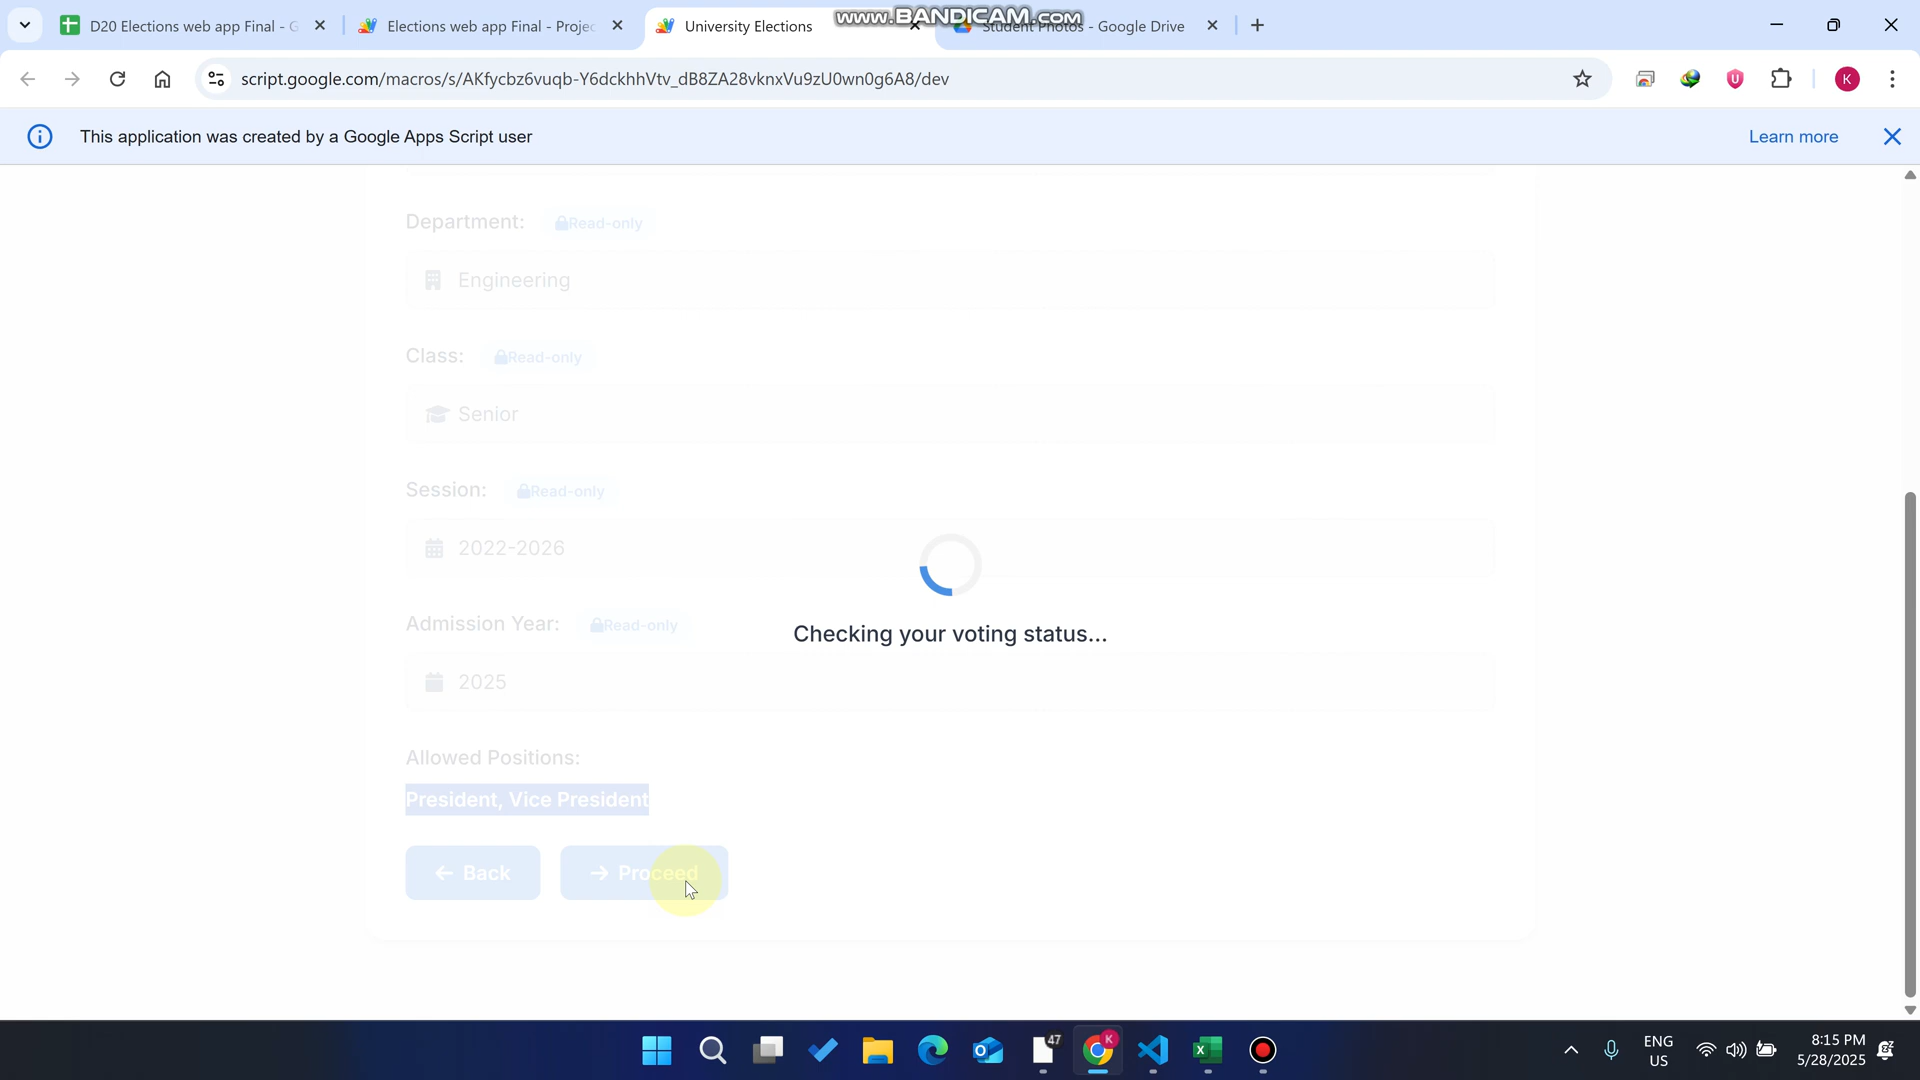 D20 Elections web app Final - G
Elections web app Final - Projec
University Elections
www.BANDICAM.com
Student Photos - Google Drive
script.google.com/macros/s/AKfycbz6vuqb-Y6dckhhVtv_dB8ZA28vknxVu9zU0wn0g6A8/dev
K
This application was created by a Google Apps Script user
Learn more
Department: Read-only
Engineering
Class: Read-only
Senior
Session: Read-only
2022-2026
Checking your voting status...
Admission Year: Read-only
2025
Allowed Positions:
President, Vice President
Back
Proceed
47
K
ENG
US
8:15 PM
5/28/2025